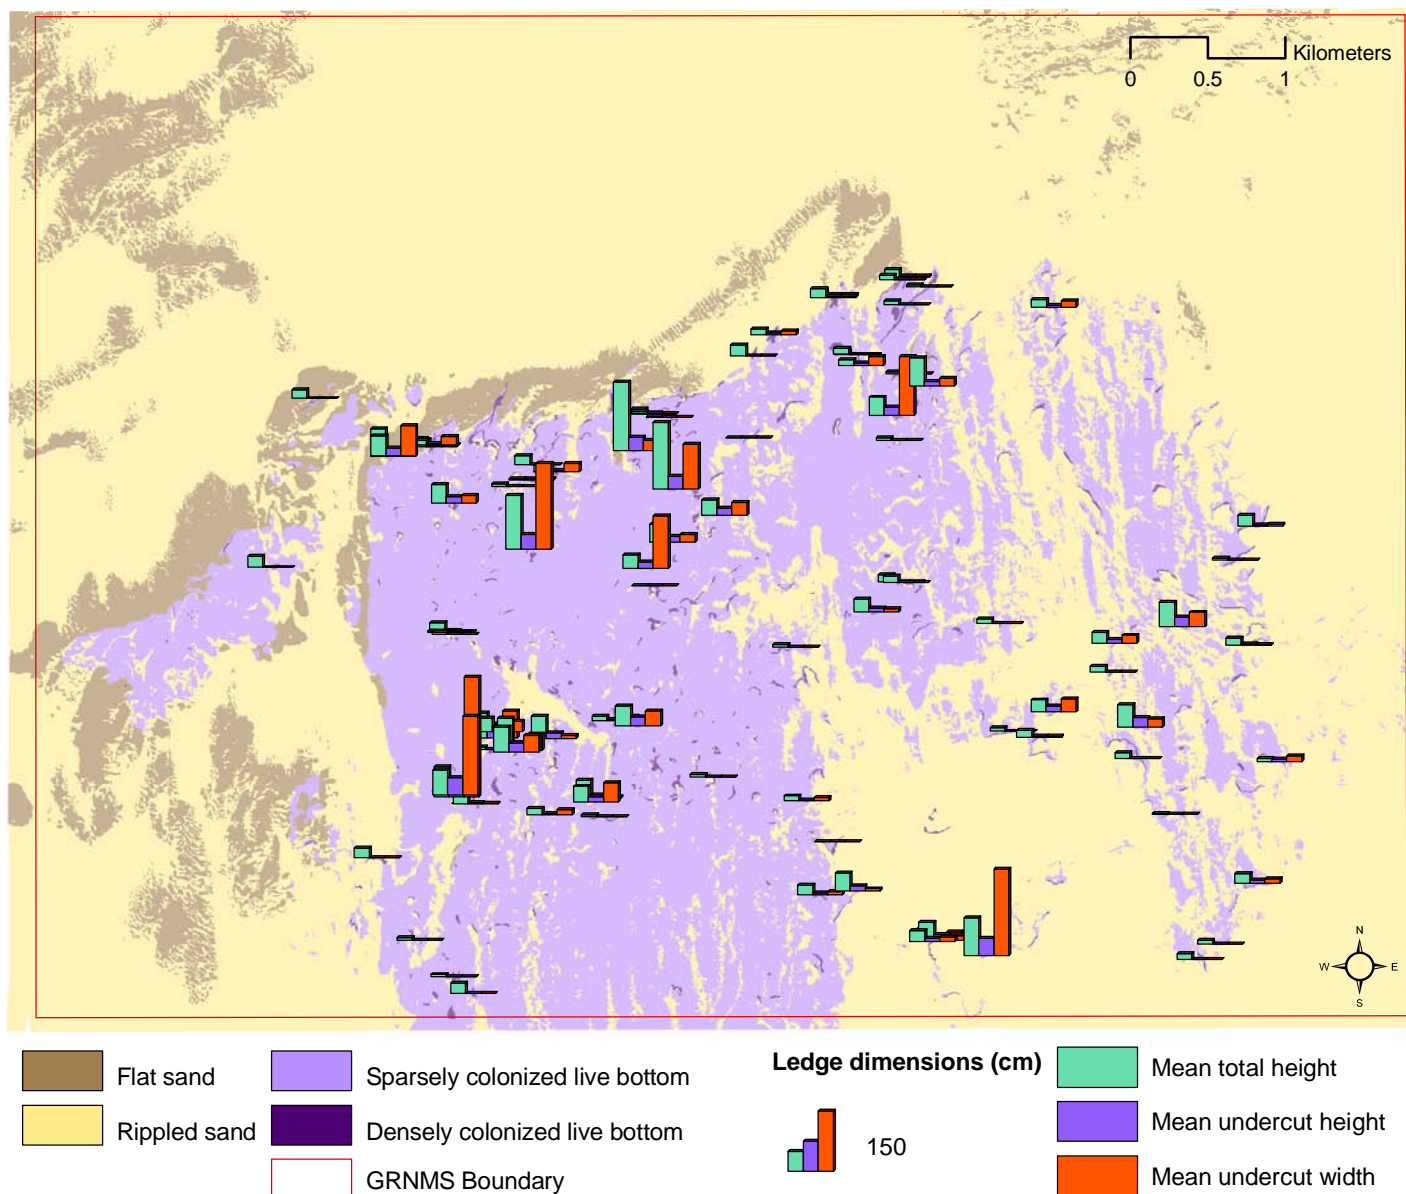 Kilometers
0 0.5 1
N
W E
S
Flat sand
Rippled sand
Sparsely colonized live bottom
Densely colonized live bottom
GRNMS Boundary
Ledge dimensions (cm)
150
Mean total height
Mean undercut height
Mean undercut width